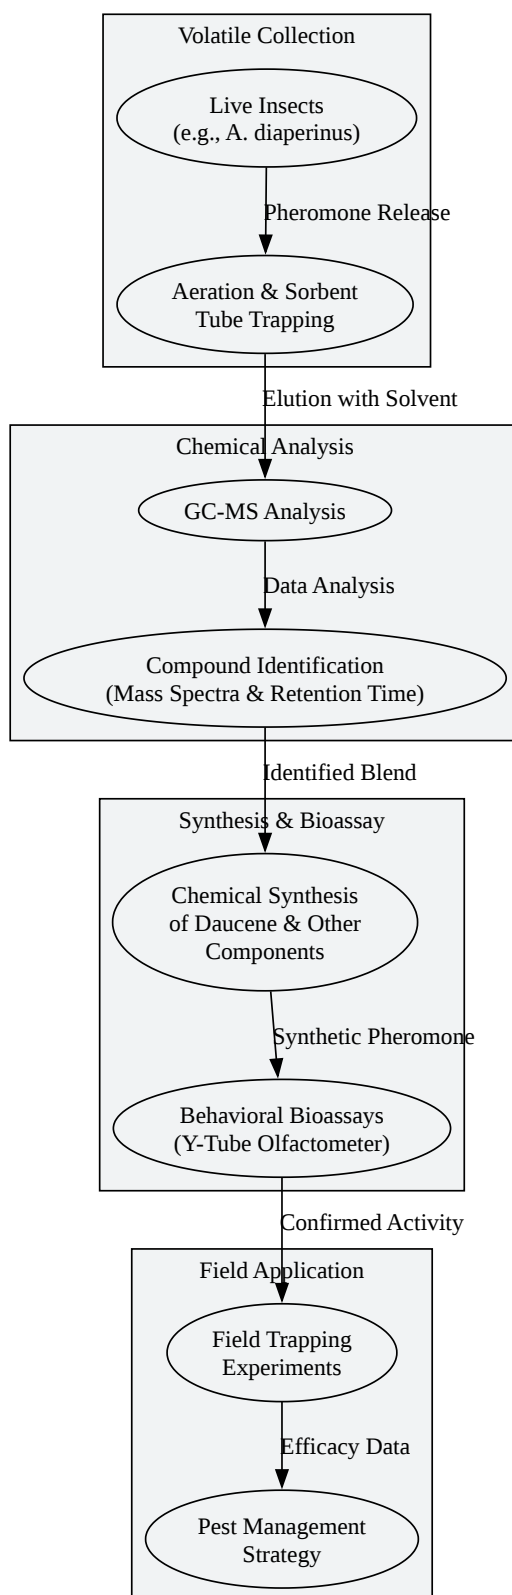 Volatile Collection
Live Insects
(e.g., A. diaperinus)
Pheromone Release
Aeration & Sorbent
Tube Trapping
Elution with Solvent
Chemical Analysis
GC-MS Analysis
Data Analysis
Compound Identification
(Mass Spectra & Retention Time)
Identified Blend
Synthesis & Bioassay
Chemical Synthesis
of Daucene & Other
Components
Synthetic Pheromone
Behavioral Bioassays
(Y-Tube Olfactometer)
Confirmed Activity
Field Application
Field Trapping
Experiments
Efficacy Data
Pest Management
Strategy